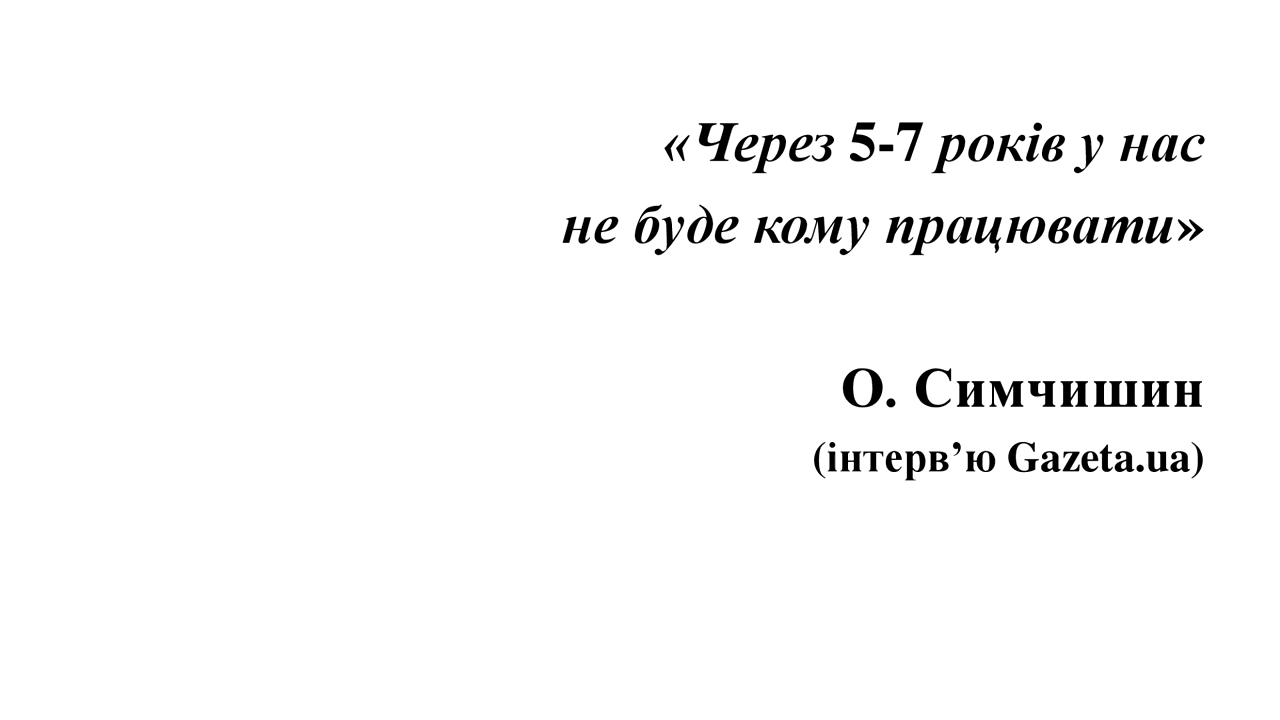 «Через 5-7 років у нас
не буде кому працювати»
О. Симчишин
(інтерв’ю Gazeta.ua)